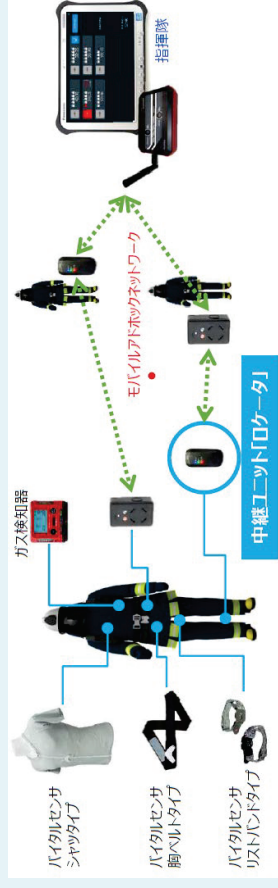 バイタルセンサ
シャツタイプ
バイタルセンサ
胸ベルトタイプ
バイタルセンサ
リストバンドタイプ
ガス検知器
中継ユニット「ロケータ」
モバイルアドホックネットワーク
指揮隊